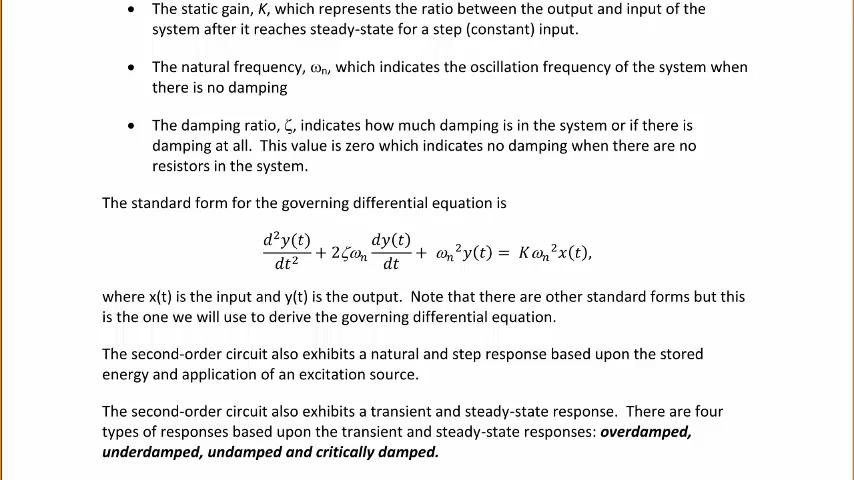 • The static gain, K, which represents the ratio between the output and input of the
system after it reaches steady-state for a step (constant) input.
• The natural frequency, ωn, which indicates the oscillation frequency of the system when
there is no damping
• The damping ratio, ζ, indicates how much damping is in the system or if there is
damping at all.  This value is zero which indicates no damping when there are no
resistors in the system.
The standard form for the governing differential equation is
d²y(t)/dt² + 2ζωₙ dy(t)/dt + ωₙ²y(t) = Kωₙ²x(t),
where x(t) is the input and y(t) is the output.  Note that there are other standard forms but this
is the one we will use to derive the governing differential equation.
The second-order circuit also exhibits a natural and step response based upon the stored
energy and application of an excitation source.
The second-order circuit also exhibits a transient and steady-state response.  There are four
types of responses based upon the transient and steady-state responses: overdamped,
underdamped, undamped and critically damped.